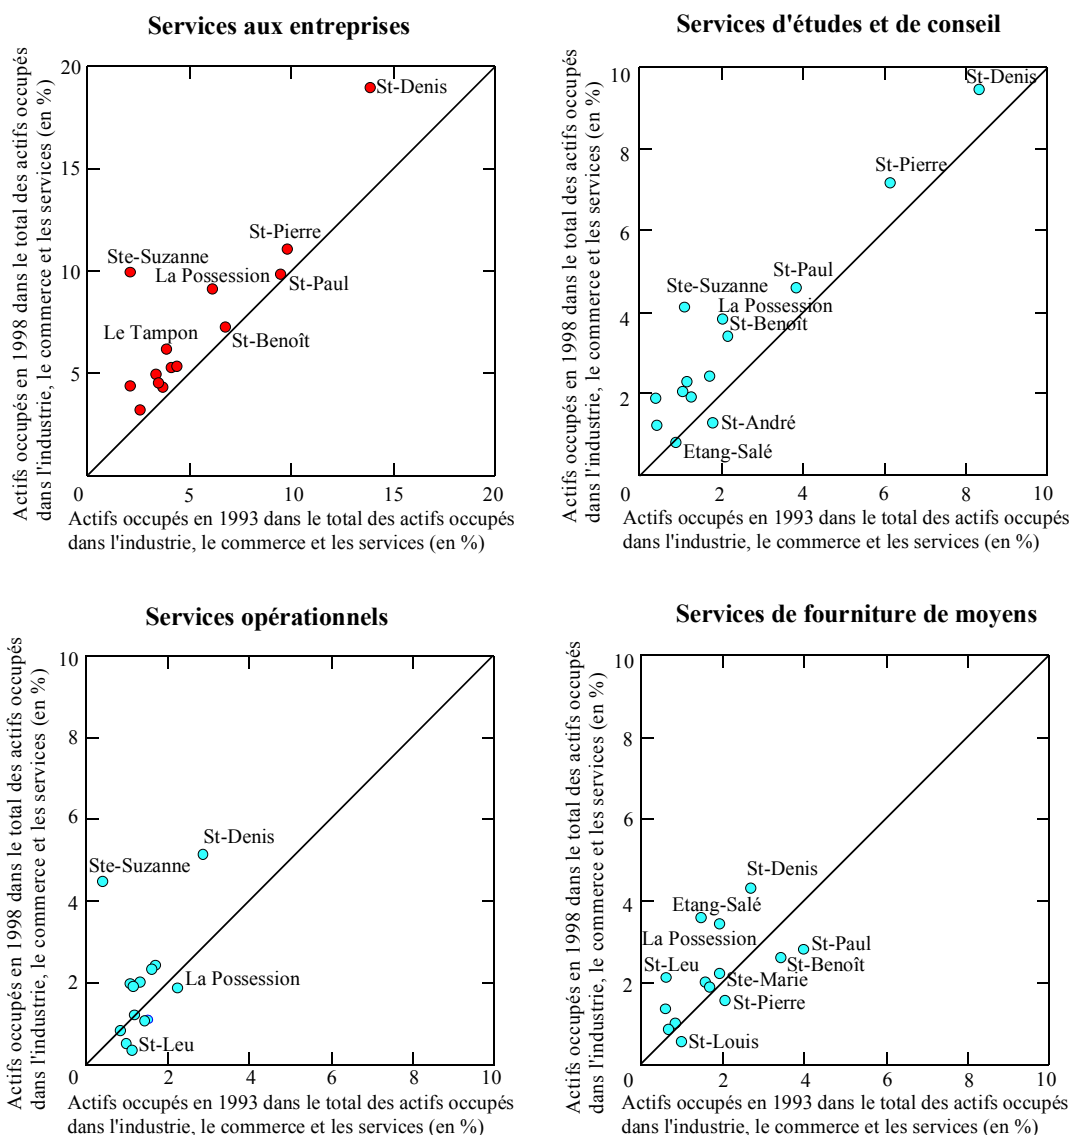 Services aux entreprises
Actifs occupés en 1998 dans le total des actifs occupés
dans l'industrie, le commerce et les services (en %)
20
15
10
5
0
5
10
15
20
St-Denis
St-Pierre
Ste-Suzanne
La Possession
St-Paul
Le Tampon
St-Benoît
Actifs occupés en 1993 dans le total des actifs occupés
dans l'industrie, le commerce et les services (en %)
Services d'études et de conseil
Actifs occupés en 1998 dans le total des actifs occupés
dans l'industrie, le commerce et les services (en %)
10
8
6
4
2
0
2
4
6
8
10
St-Denis
St-Pierre
St-Paul
Ste-Suzanne
La Possession
St-Benoît
St-André
Etang-Salé
Actifs occupés en 1993 dans le total des actifs occupés
dans l'industrie, le commerce et les services (en %)
Services opérationnels
Actifs occupés en 1998 dans le total des actifs occupés
dans l'industrie, le commerce et les services (en %)
10
8
6
4
2
0
2
4
6
8
10
St-Denis
Ste-Suzanne
La Possession
St-Leu
Actifs occupés en 1993 dans le total des actifs occupés
dans l'industrie, le commerce et les services (en %)
Services de fourniture de moyens
Actifs occupés en 1998 dans le total des actifs occupés
dans l'industrie, le commerce et les services (en %)
10
8
6
4
2
0
2
4
6
8
10
St-Denis
Etang-Salé
La Possession
St-Paul
St-Leu
St-Benoît
Ste-Marie
St-Pierre
St-Louis
Actifs occupés en 1993 dans le total des actifs occupés
dans l'industrie, le commerce et les services (en %)